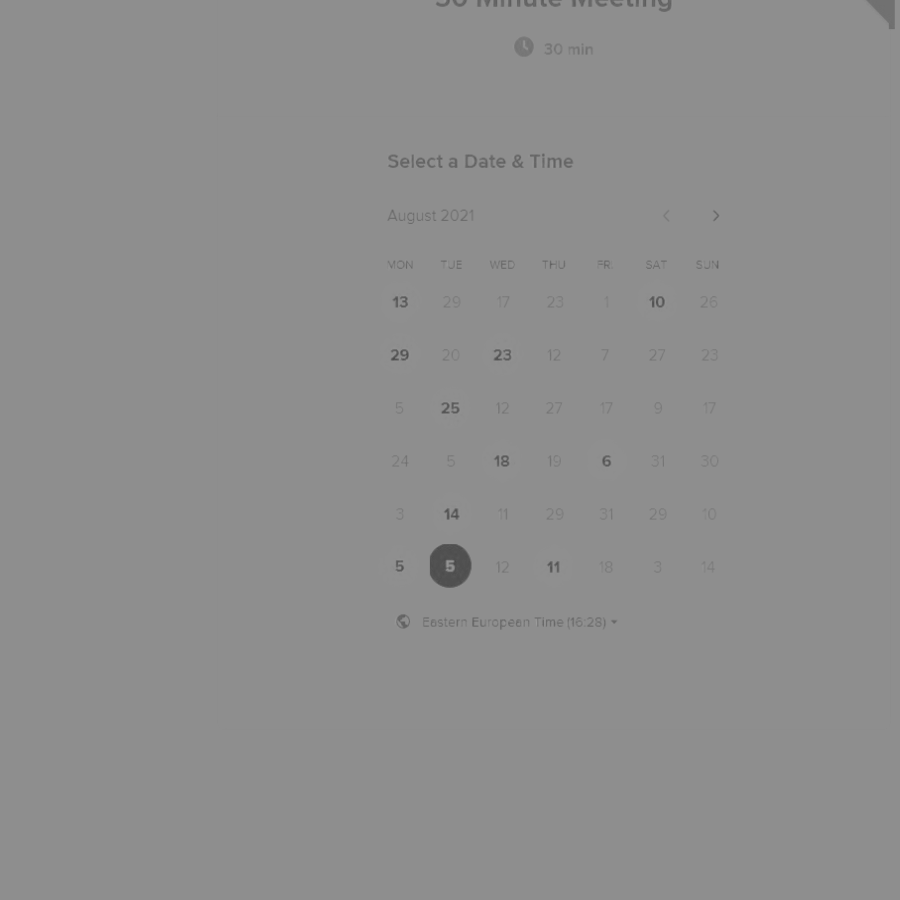 30 Minute Meeting
30 min
Select a Date & Time
August 2021
MON TUE WED THU FRI SAT SUN
13 29 17 23 1 10 26
29 20 23 12 7 27 23
5 25 12 27 17 9 17
24 5 18 19 6 31 30
3 14 11 29 31 29 10
5 5 12 11 18 3 14
Eastern European Time (16:28)